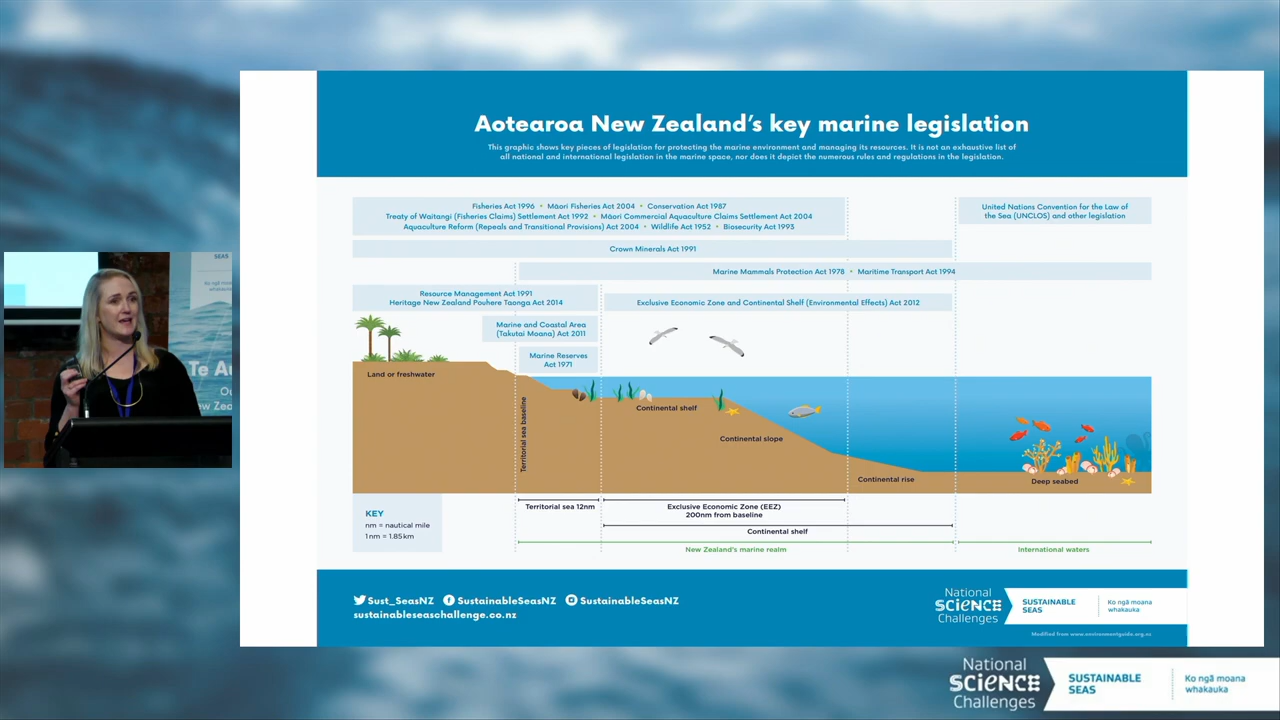 Aotearoa New Zealand's key marine legislation
This graphic shows key pieces of legislation for protecting the marine environment and managing its resources. It is not an exhaustive list of
all national and international legislation in the marine space, nor does it depict the numerous rules and regulations in the legislation.
Fisheries Act 1996 • Māori Fisheries Act 2004 • Conservation Act 1987
Treaty of Waitangi (Fisheries Claims) Settlement Act 1992 • Māori Commercial Aquaculture Claims Settlement Act 2004
Aquaculture Reform (Repeals and Transitional Provisions) Act 2004 • Wildlife Act 1952 • Biosecurity Act 1993
United Nations Convention for the Law of
the Sea (UNCLOS) and other legislation
Crown Minerals Act 1991
Marine Mammals Protection Act 1978 • Maritime Transport Act 1994
Resource Management Act 1991
Heritage New Zealand Pouhere Taonga Act 2014
Exclusive Economic Zone and Continental Shelf (Environmental Effects) Act 2012
Marine and Coastal Area
(Takutai Moana) Act 2011
Marine Reserves
Act 1971
Land or freshwater
Territorial sea baseline
Continental shelf
Continental slope
Continental rise
Deep seabed
Territorial sea 12nm
Exclusive Economic Zone (EEZ)
200nm from baseline
Continental shelf
New Zealand's marine realm
International waters
KEY
nm = nautical mile
1nm = 1.85km
Sust_SeasNZ SustainableSeasNZ SustainableSeasNZ
sustainableseaschallenge.co.nz
National
SCIENCE
Challenges
SUSTAINABLE
SEAS
Ko ngā moana
whakauka
Modified from www.environmentguide.org.nz
SEAS
Te Au
National
SCIENCE
Challenges
SUSTAINABLE
SEAS
Ko ngā moana
whakauka